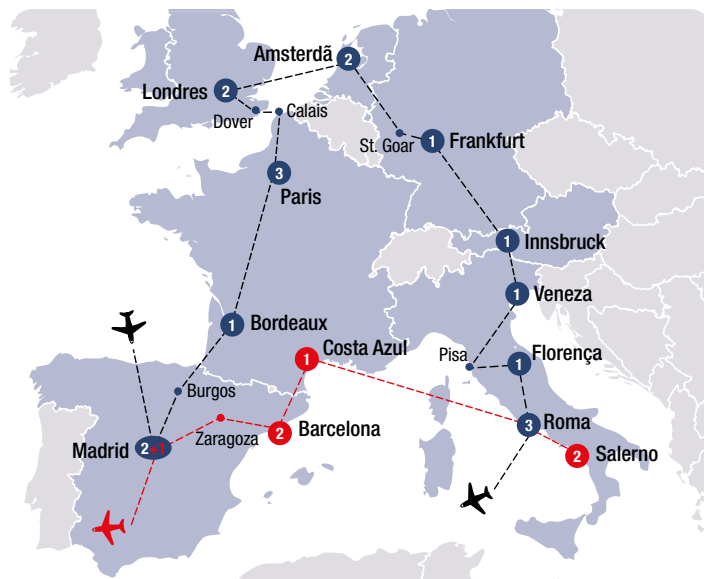 Amsterdã
2
Londres
2
Dover
Calais
St. Goar
1
Frankfurt
3
Paris
1
Innsbruck
1
Veneza
1
Bordeaux
Costa Azul
1
Pisa
1
Florença
Burgos
Zaragoza
2
Barcelona
3
Roma
Madrid
2+1
2
Salerno